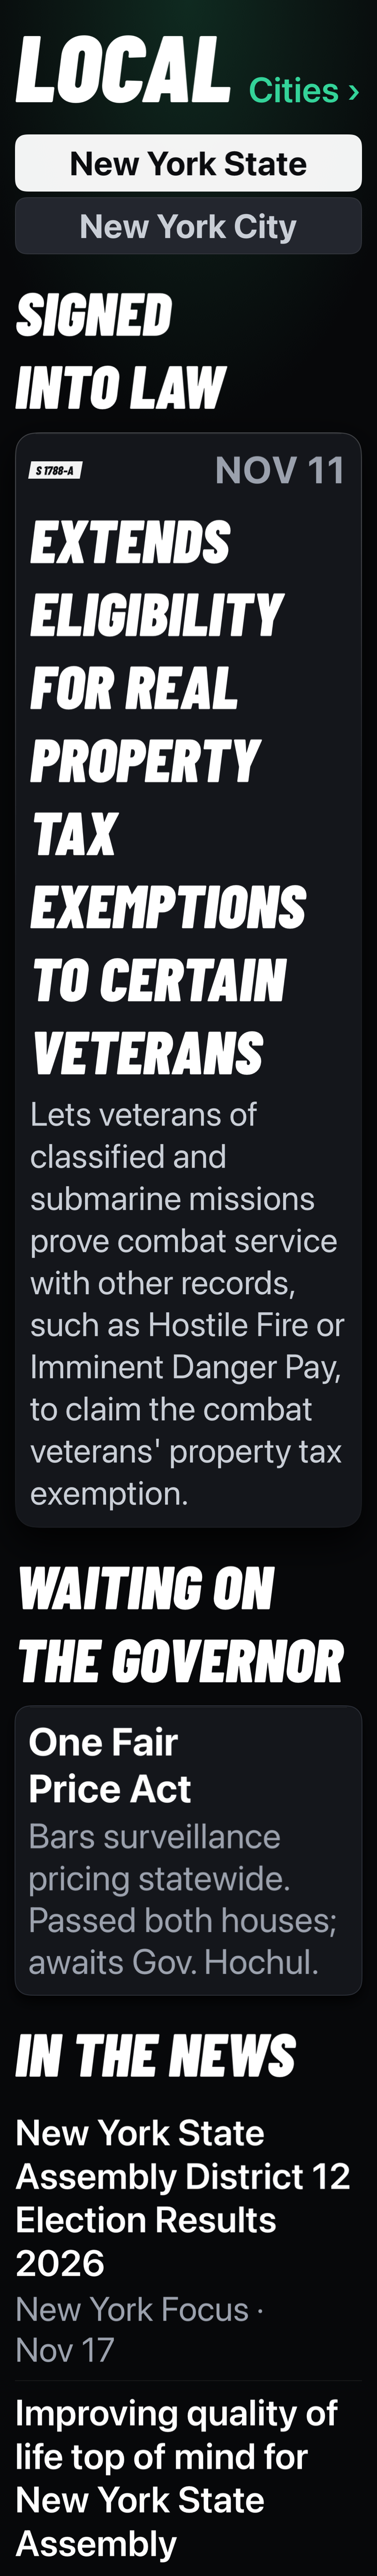 LOCAL
Cities ›
New York State
New York City
SIGNED
INTO LAW
S 1788-A
NOV 11
EXTENDS
ELIGIBILITY
FOR REAL
PROPERTY
TAX
EXEMPTIONS
TO CERTAIN
VETERANS
Lets veterans of
classified and
submarine missions
prove combat service
with other records,
such as Hostile Fire or
Imminent Danger Pay,
to claim the combat
veterans' property tax
exemption.
WAITING ON
THE GOVERNOR
One Fair
Price Act
Bars surveillance
pricing statewide.
Passed both houses;
awaits Gov. Hochul.
IN THE NEWS
New York State
Assembly District 12
Election Results
2026
New York Focus ·
Nov 17
Improving quality of
life top of mind for
New York State
Assembly